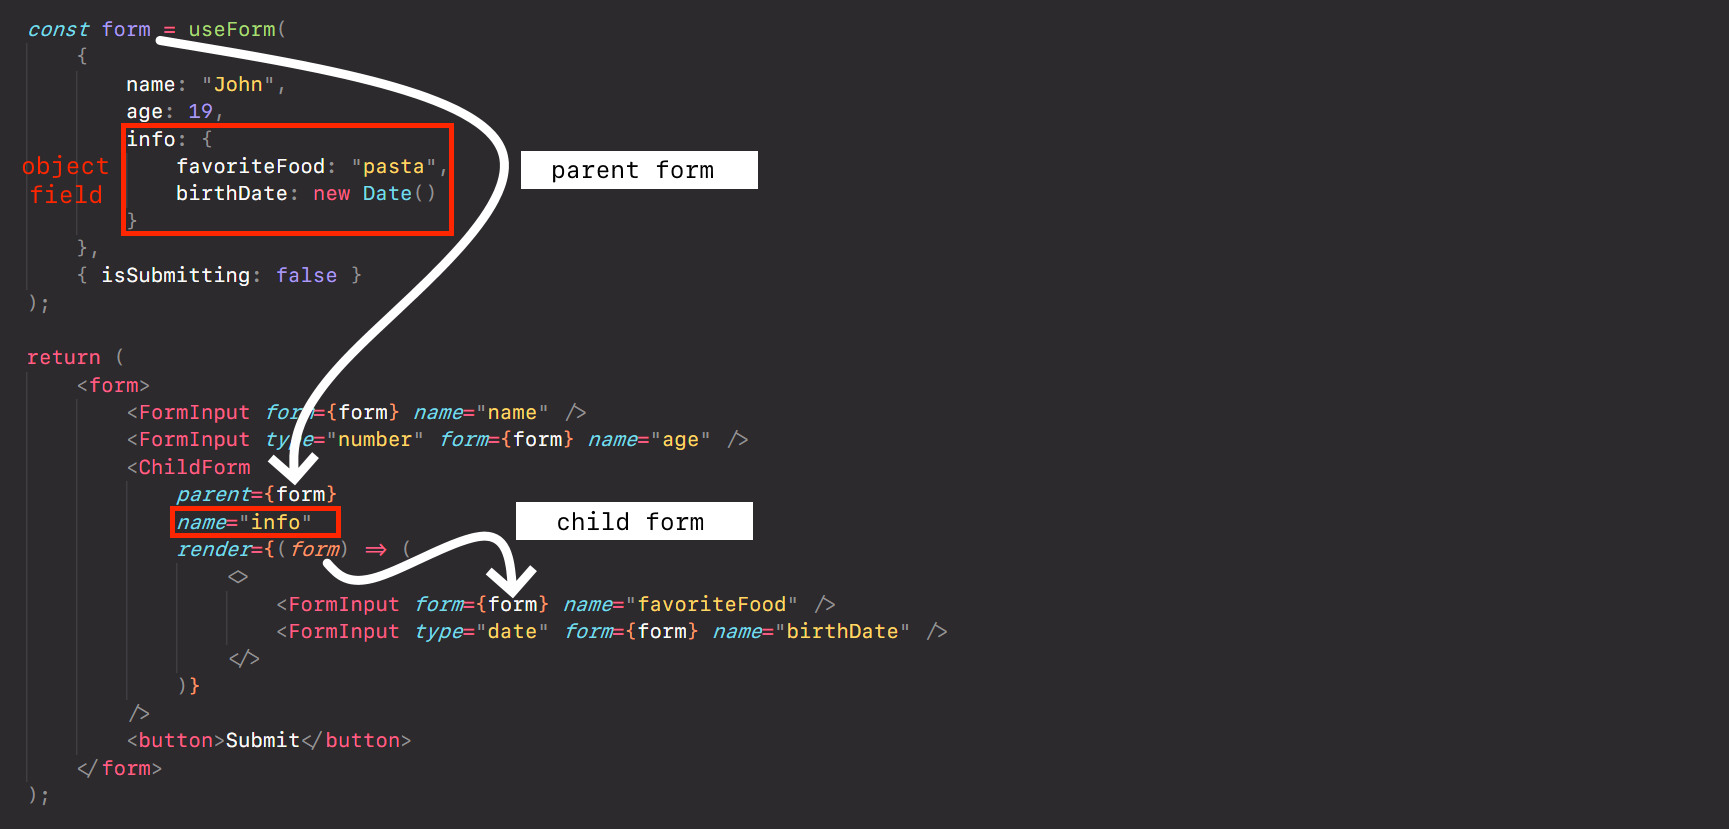 const form = useForm(
{
name: "John",
age: 19,
info: {
object
favoriteFood: "pasta",
parent form
field
birthDate: new Date()
}
},
{ isSubmitting: false }
);
return (
<form>
<FormInput form={form} name="name" />
<FormInput type="number" form={form} name="age" />
<ChildForm
parent={form}
name="info"
child form
render={(form) => (
<>
<FormInput form={form} name="favoriteFood" />
<FormInput type="date" form={form} name="birthDate" />
</>
)}
/>
<button>Submit</button>
</form>
);